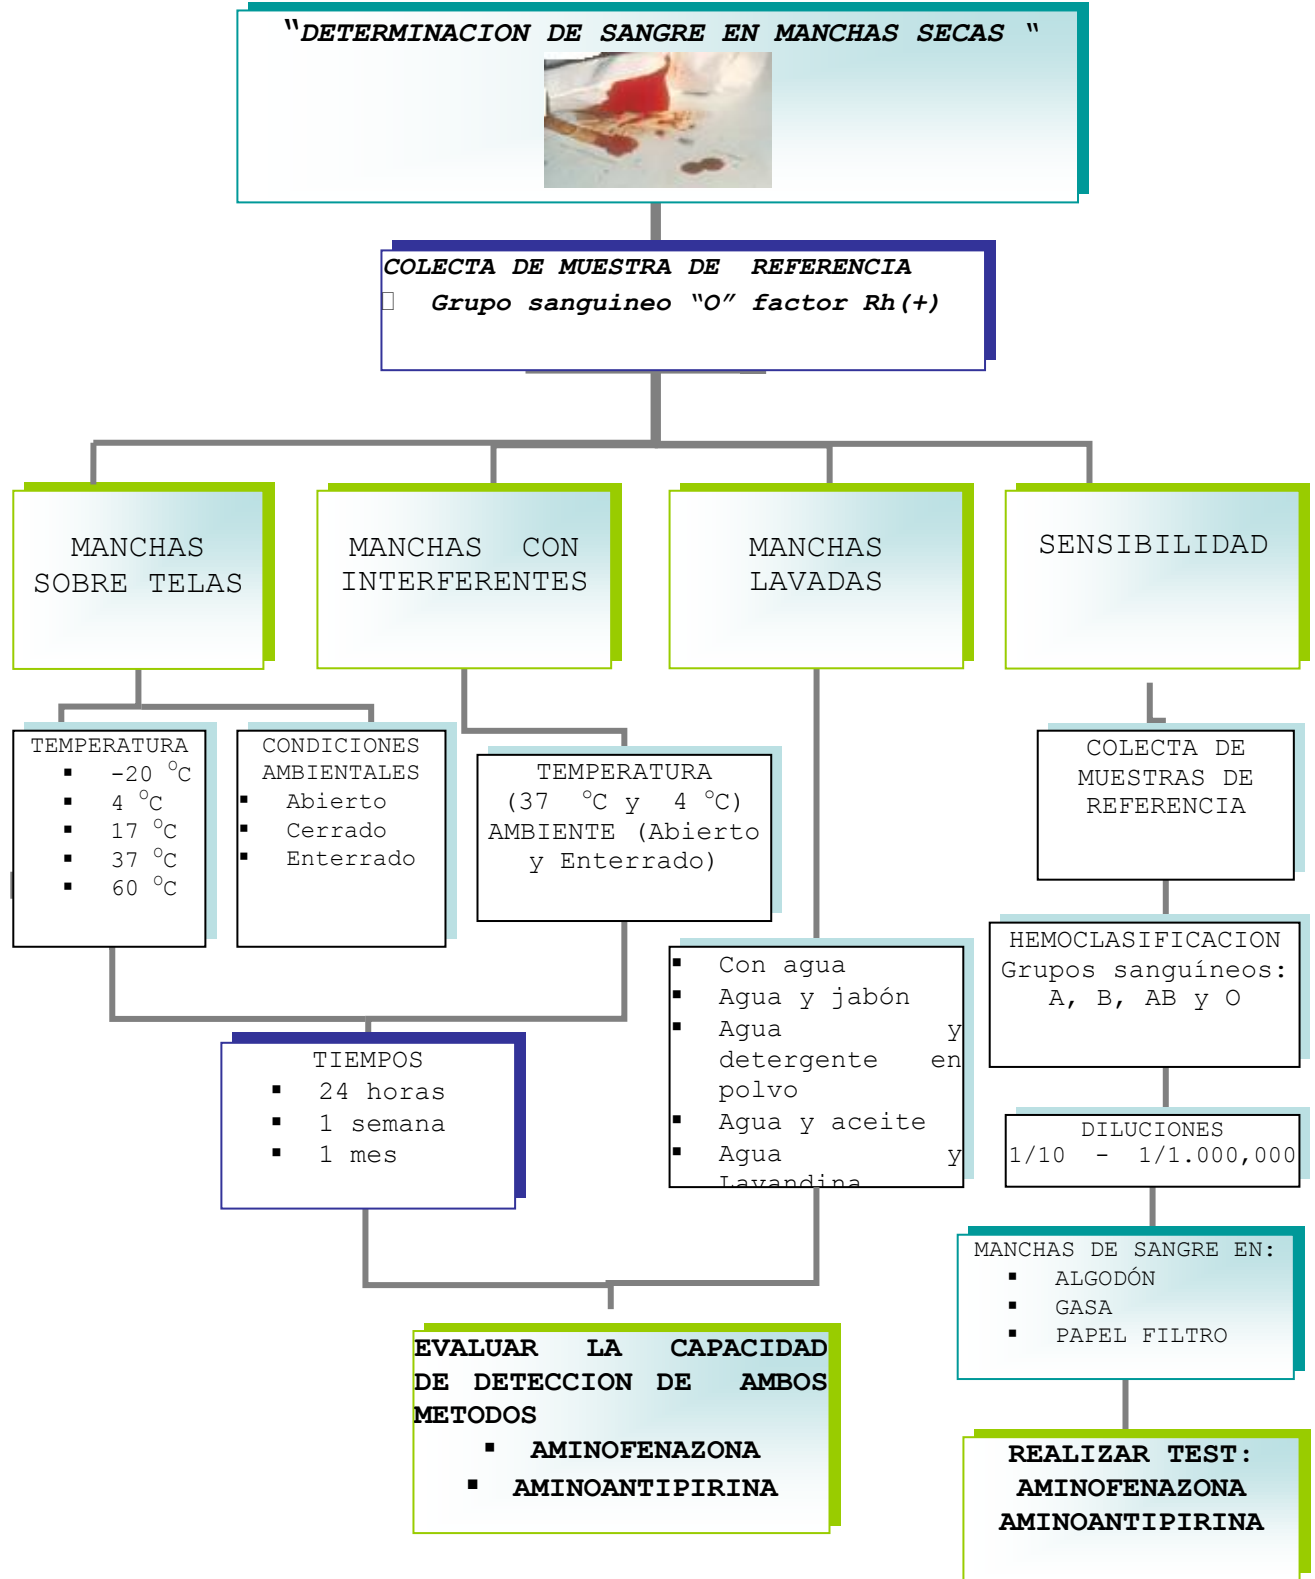 “DETERMINACION DE SANGRE EN MANCHAS SECAS “
COLECTA DE MUESTRA DE REFERENCIA
Grupo sanguineo “O” factor Rh(+)
MANCHAS
SOBRE TELAS
MANCHAS CON
INTERFERENTES
MANCHAS
LAVADAS
SENSIBILIDAD
TEMPERATURA
▪ -20 °C
▪ 4 °C
▪ 17 °C
▪ 37 °C
▪ 60 °C
CONDICIONES
AMBIENTALES
▪ Abierto
▪ Cerrado
▪ Enterrado
TEMPERATURA
(37 °C y 4 °C)
AMBIENTE (Abierto
y Enterrado)
COLECTA DE
MUESTRAS DE
REFERENCIA
▪ Con agua
▪ Agua y jabón
▪ Agua y
detergente en
polvo
▪ Agua y aceite
▪ Agua y
Lavandina
HEMOCLASIFICACION
Grupos sanguíneos:
A, B, AB y O
TIEMPOS
▪ 24 horas
▪ 1 semana
▪ 1 mes
DILUCIONES
1/10 - 1/1.000,000
MANCHAS DE SANGRE EN:
▪ ALGODÓN
▪ GASA
▪ PAPEL FILTRO
EVALUAR LA CAPACIDAD
DE DETECCION DE AMBOS
METODOS
▪ AMINOFENAZONA
▪ AMINOANTIPIRINA
REALIZAR TEST:
AMINOFENAZONA
AMINOANTIPIRINA